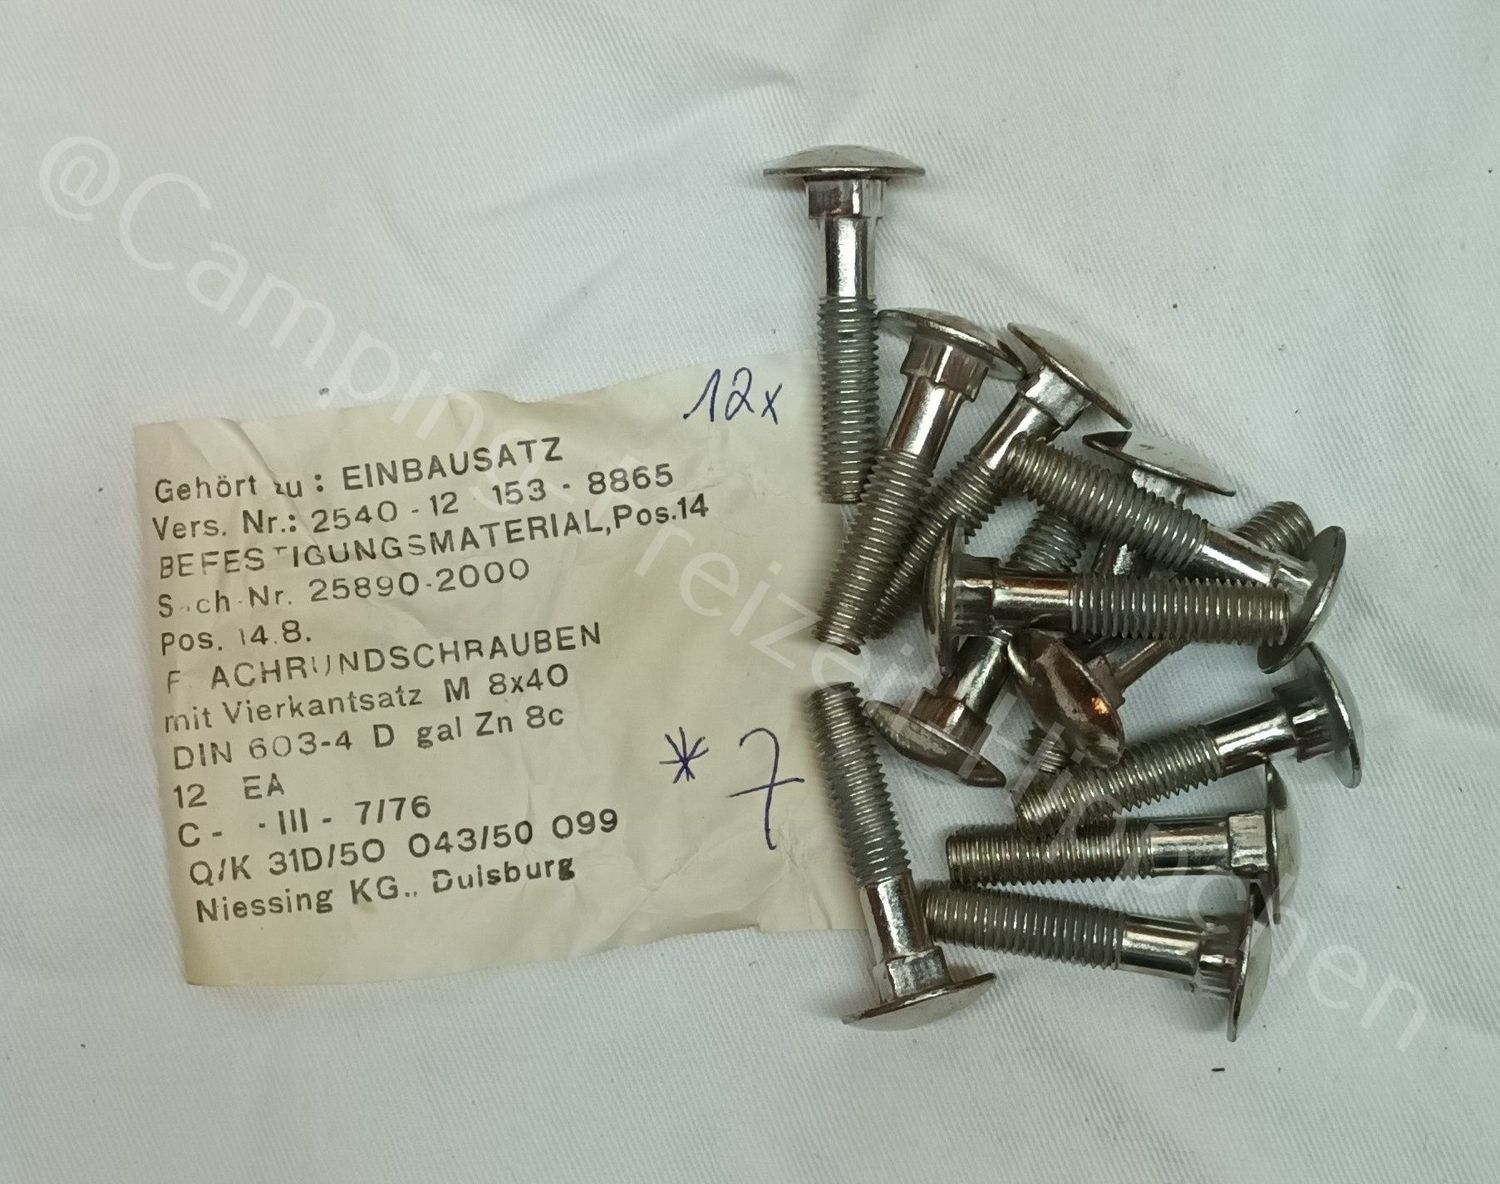 12x
Gehört zu: EINBAUSATZ
Vers. Nr.: 2540-12 153-8865
BEFESTIGUNGSMATERIAL, Pos.14
Sach-Nr. 25890-2000
Pos. 14.8.
F ACHRUNDSCHRAUBEN
mit Vierkantsatz M 8x40
DIN 603-4 D gal Zn 8c
12 EA
C- -III- 7/76
Q/K 31D/50 043/50 099
Niessing KG., Duisburg
* 7
@Camping_Freizeit_Hipochen